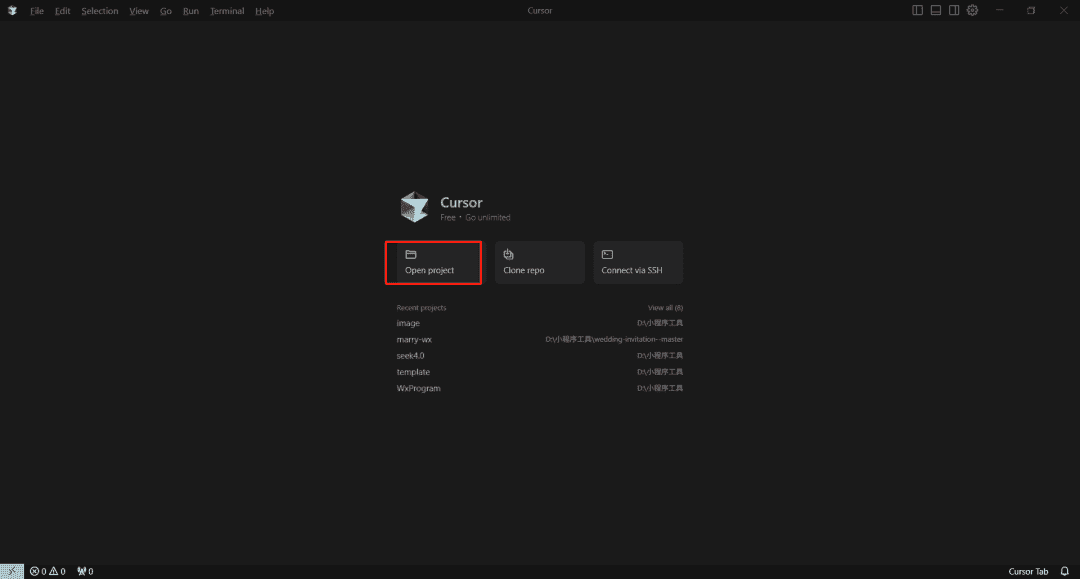 File Edit Selection View Go Run Terminal Help Cursor
Cursor
Free • Go unlimited
Open project Clone repo Connect via SSH
Recent projects View all (8)
image D:\小程序工具
marry-wx D:\小程序工具\wedding-invitation--master
seek4.0 D:\小程序工具
template D:\小程序工具
WxProgram D:\小程序工具
0 0 0 Cursor Tab